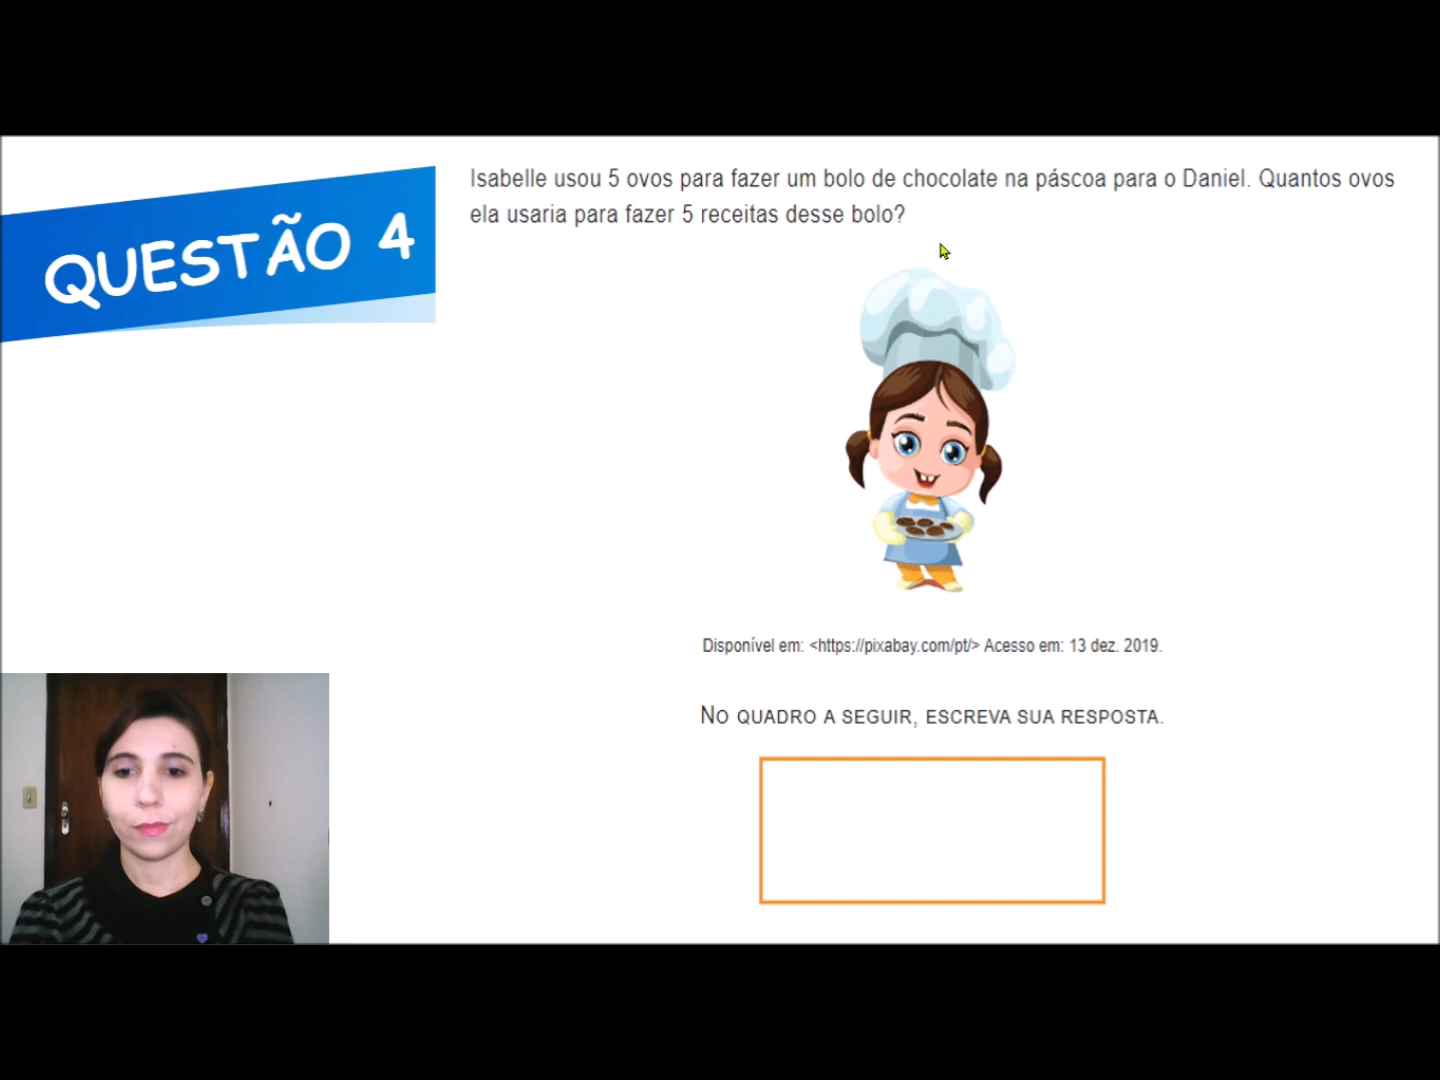 QUESTÃO 4
Isabelle usou 5 ovos para fazer um bolo de chocolate na páscoa para o Daniel. Quantos ovos
ela usaria para fazer 5 receitas desse bolo?
Disponível em: <https://pixabay.com/pt/> Acesso em: 13 dez. 2019.
NO QUADRO A SEGUIR, ESCREVA SUA RESPOSTA.